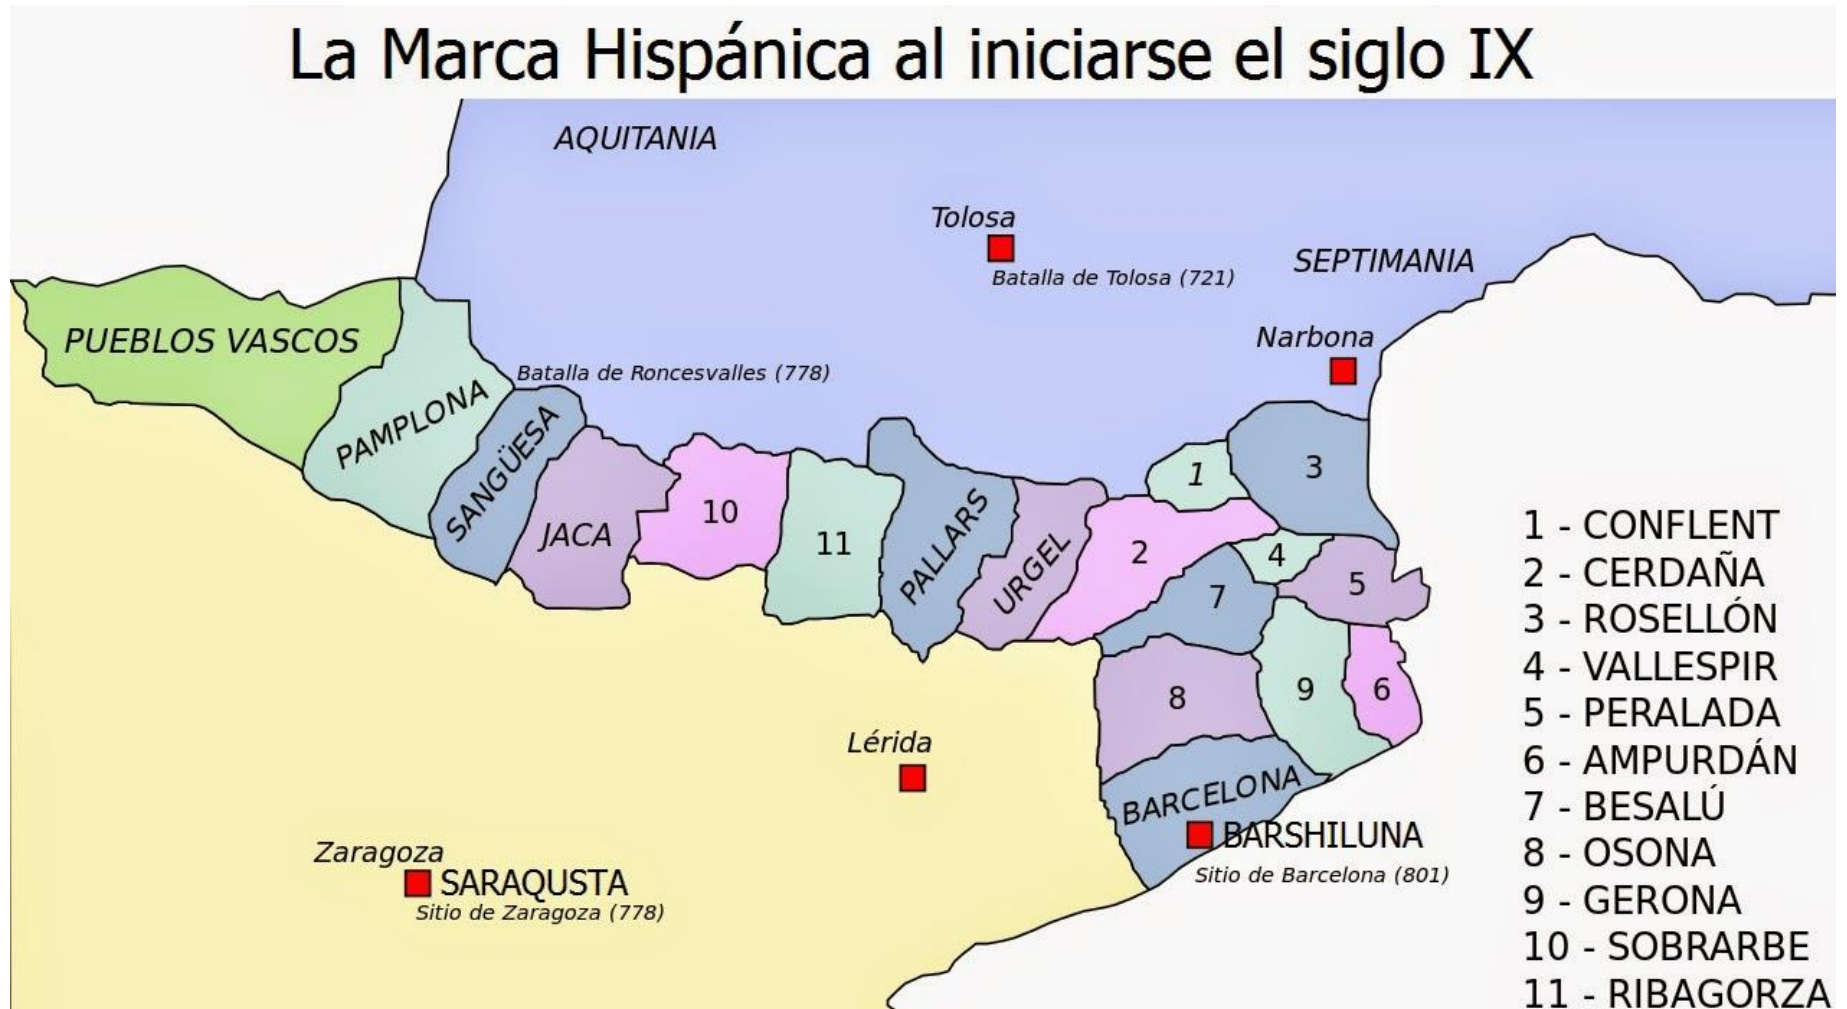 La Marca Hispánica al iniciarse el siglo IX
AQUITANIA
Tolosa
Batalla de Tolosa (721)
SEPTIMANIA
Narbona
PUEBLOS VASCOS
Batalla de Roncesvalles (778)
PAMPLONA
SANGÜESA
JACA
10
11
PALLARS
URGEL
1
2
3
4
5
7
8
9
6
BARCELONA
BARSHILUNA
Sitio de Barcelona (801)
Lérida
Zaragoza
SARAQUSTA
Sitio de Zaragoza (778)
1 - CONFLENT
2 - CERDAÑA
3 - ROSELLÓN
4 - VALLESPIR
5 - PERALADA
6 - AMPURDÁN
7 - BESALÚ
8 - OSONA
9 - GERONA
10 - SOBRARBE
11 - RIBAGORZA